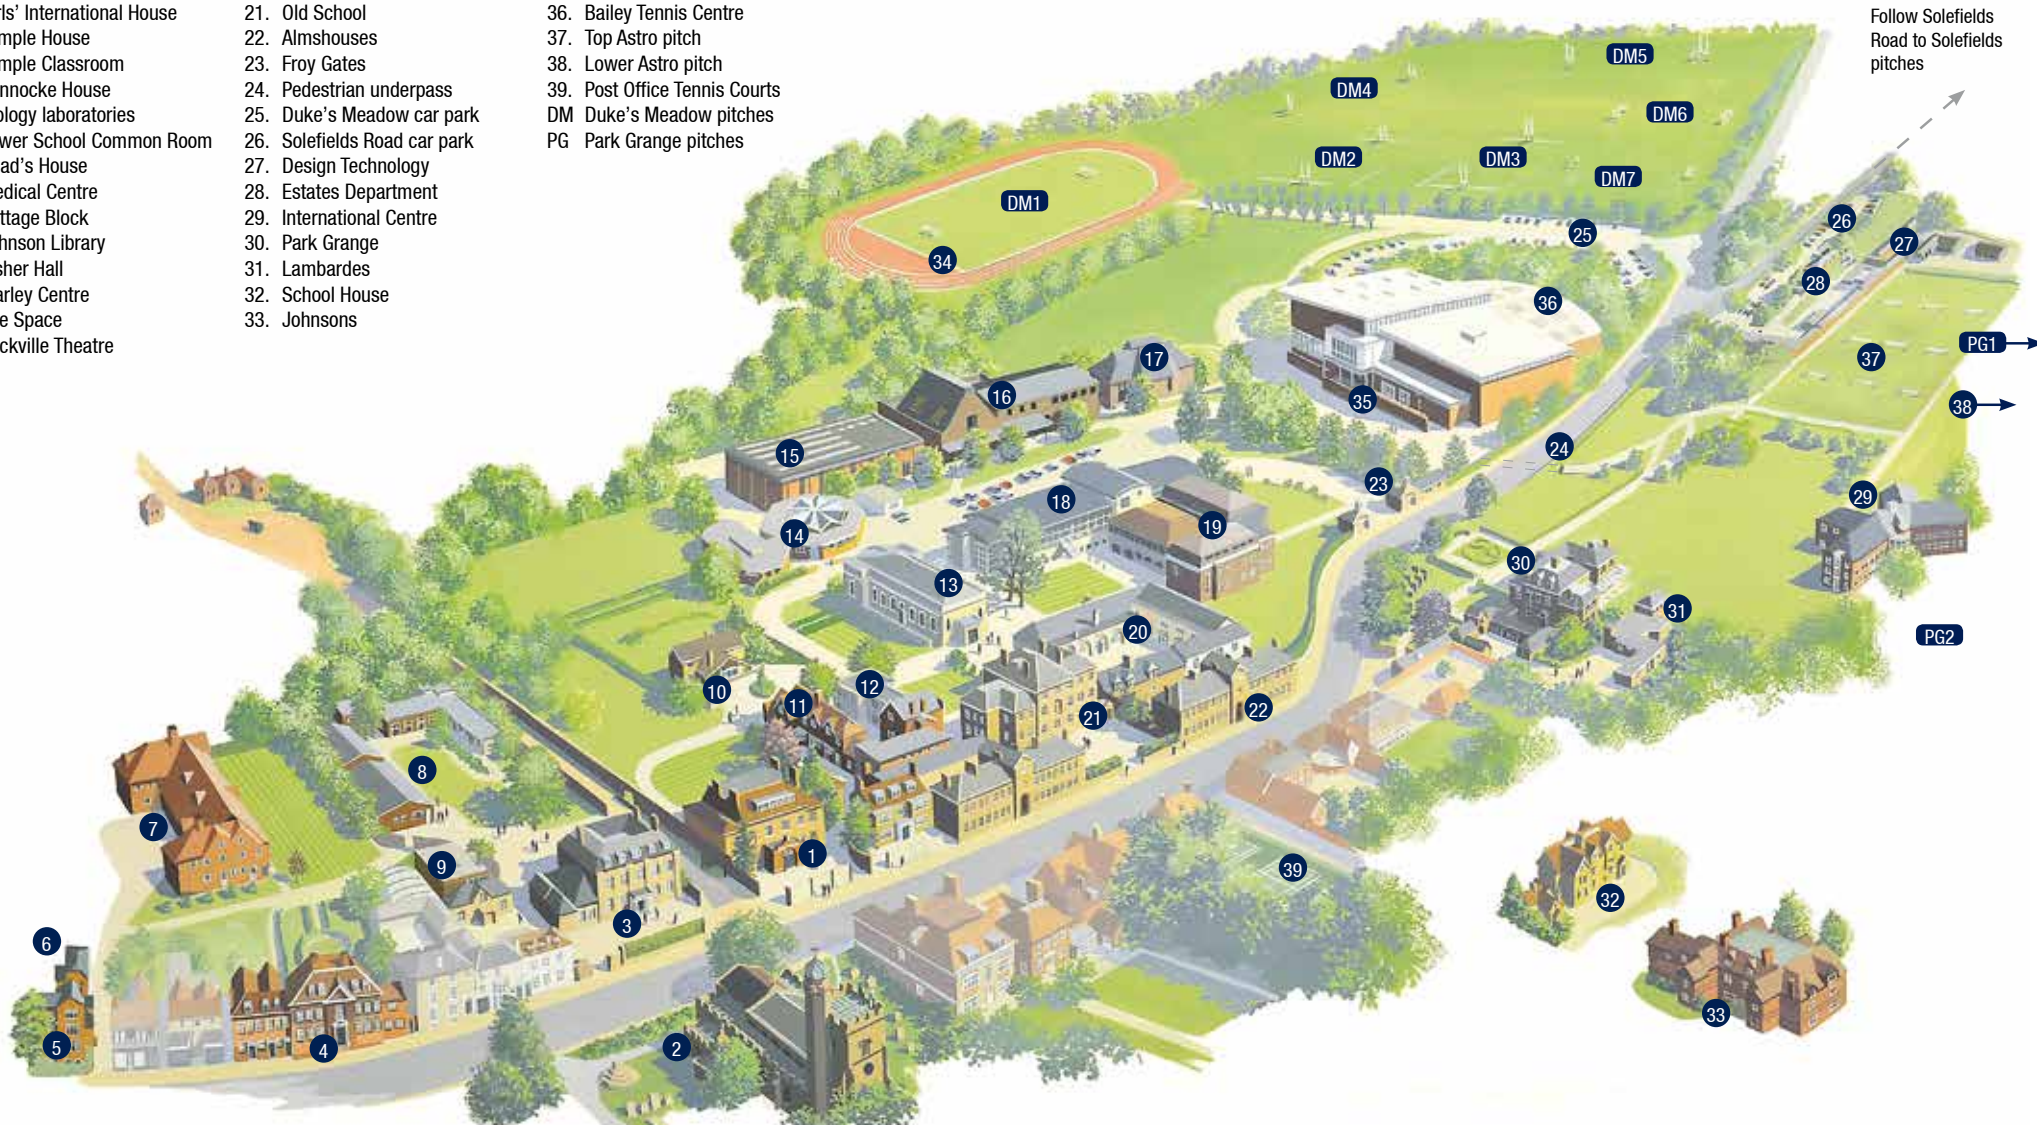 rls' International House
mple House
mple Classroom
nnocke House
ology laboratories
wer School Common Room
ad's House
edical Centre
ttage Block
hnson Library
sher Hall
arley Centre
e Space
ckville Theatre
21. Old School
22. Almshouses
23. Froy Gates
24. Pedestrian underpass
25. Duke's Meadow car park
26. Solefields Road car park
27. Design Technology
28. Estates Department
29. International Centre
30. Park Grange
31. Lambardes
32. School House
33. Johnsons
36. Bailey Tennis Centre
37. Top Astro pitch
38. Lower Astro pitch
39. Post Office Tennis Courts
DM Duke's Meadow pitches
PG Park Grange pitches
Follow Solefields
Road to Solefields
pitches
DM5
DM4
DM6
DM2
DM3
DM7
DM1
34
25
26
27
28
36
PG1
37
17
16
35
38
24
15
23
29
18
19
14
30
13
31
20
PG2
12
10
11
21
22
8
7
1
9
39
32
3
6
33
5
4
2